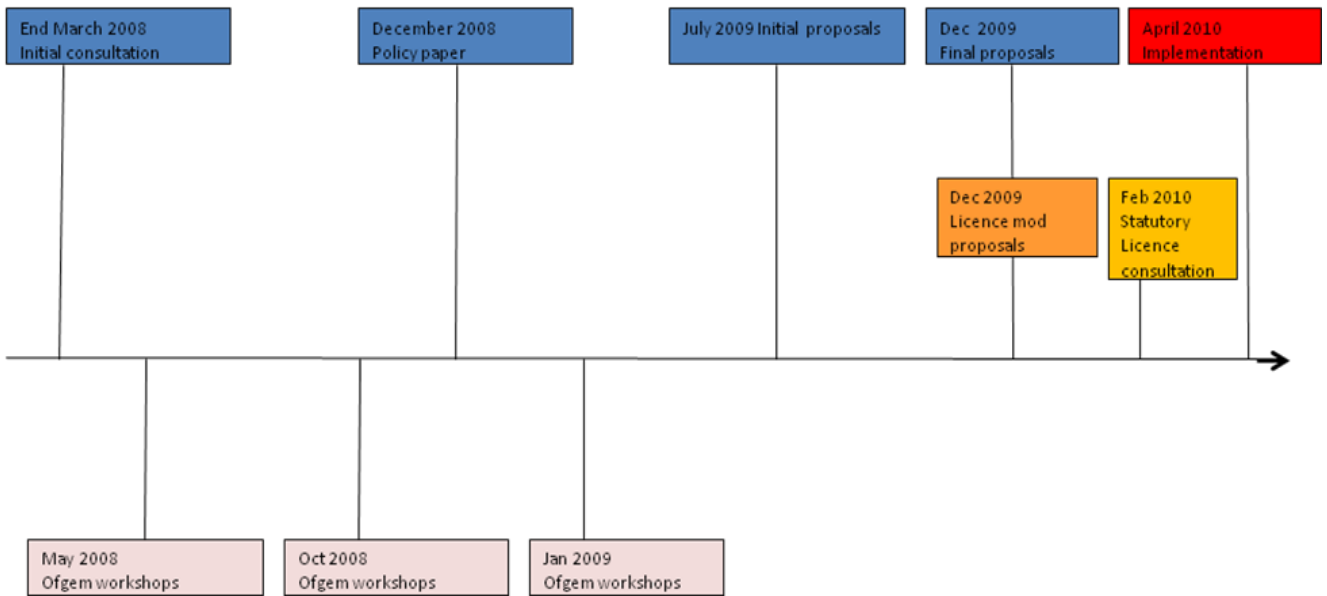 End March 2008
Initial consultation
December 2008
Policy paper
July 2009 Initial proposals
Dec 2009
Final proposals
April 2010
Implementation
Dec 2009
Licence mod
proposals
Feb 2010
Statutory
Licence
consultation
May 2008
Ofgem workshops
Oct 2008
Ofgem workshops
Jan 2009
Ofgem workshops